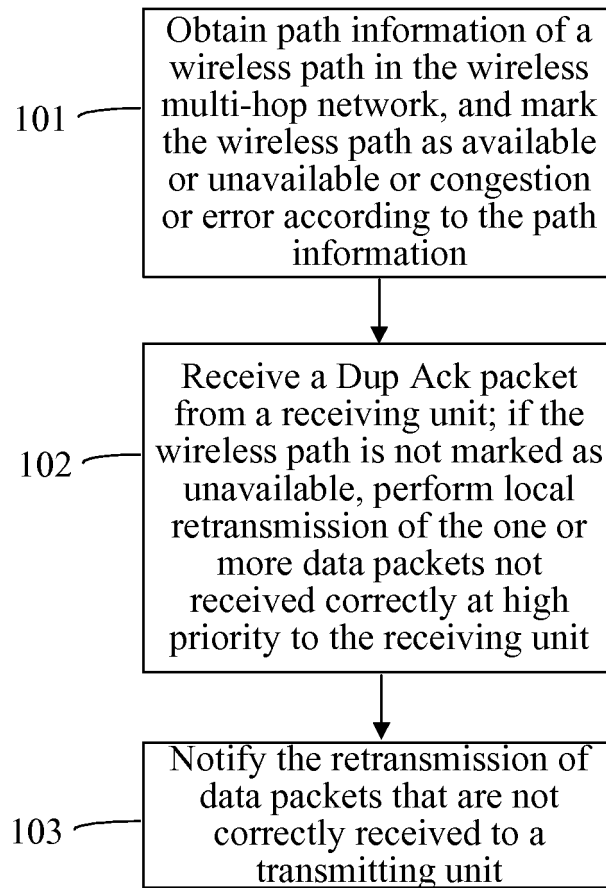 101
Obtain path information of a
wireless path in the wireless
multi-hop network, and mark
the wireless path as available
or unavailable or congestion
or error according to the path
information
102
Receive a Dup Ack packet
from a receiving unit; if the
wireless path is not marked as
unavailable, perform local
retransmission of the one or
more data packets not
received correctly at high
priority to the receiving unit
103
Notify the retransmission of
data packets that are not
correctly received to a
transmitting unit